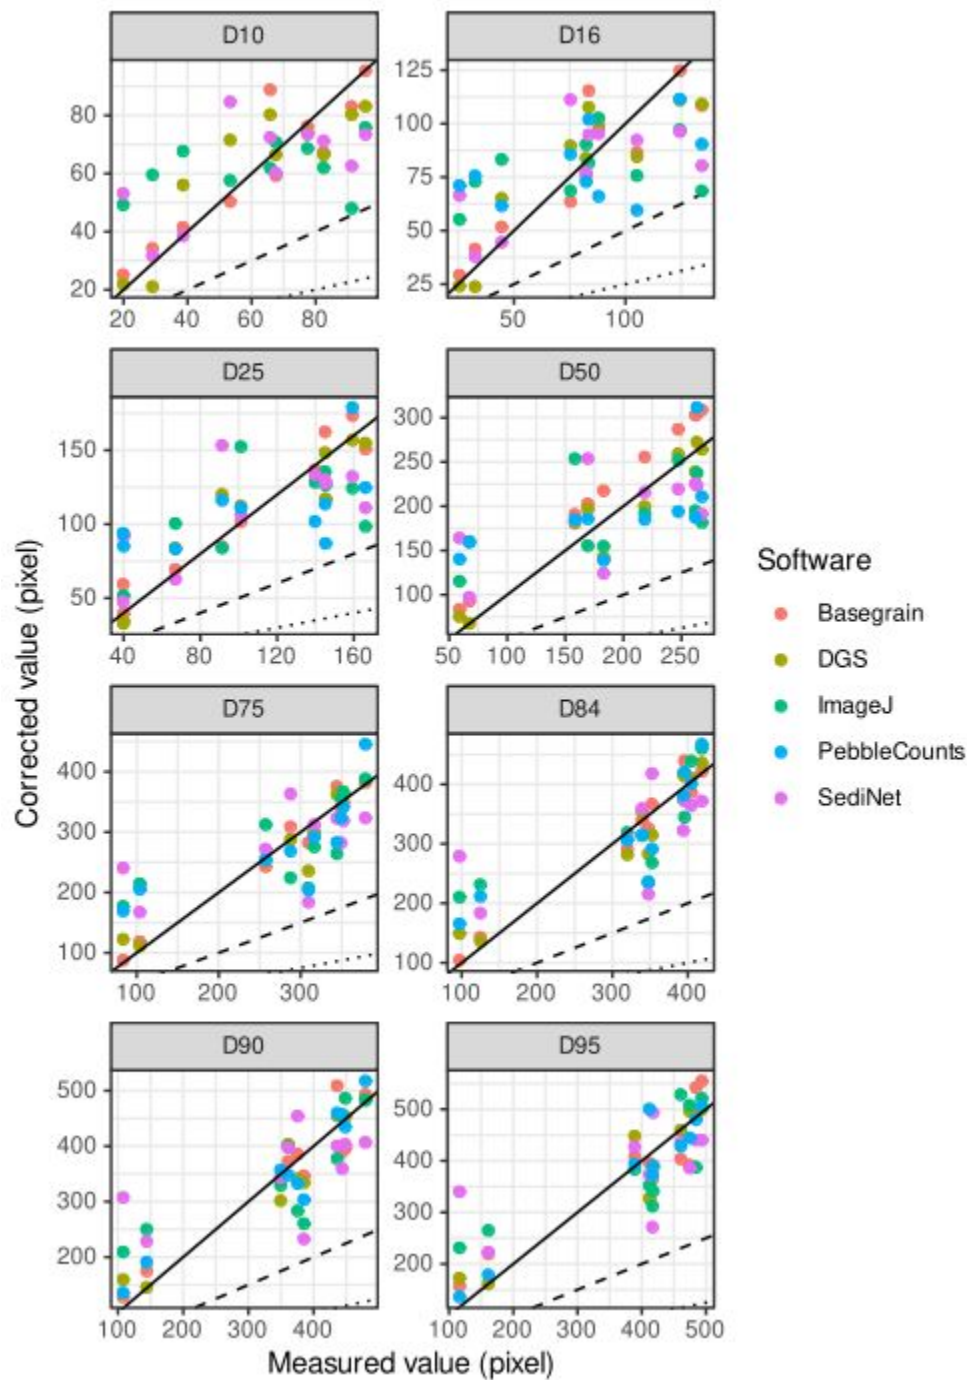 D10 D16
80
60
40
20
125
100
75
50
25
20 40 60 80
50 100
D25 D50
150
100
50
300
250
200
150
100
40 80 120 160
50 100 150 200 250
D75 D84
400
300
200
100
400
300
200
100
100 200 300
100 200 300 400
D90 D95
500
400
300
200
500
400
300
200
100 200 300 400
100 200 300 400 500
Corrected value (pixel)
Measured value (pixel)
Software
Basegrain
DGS
ImageJ
PebbleCounts
SediNet